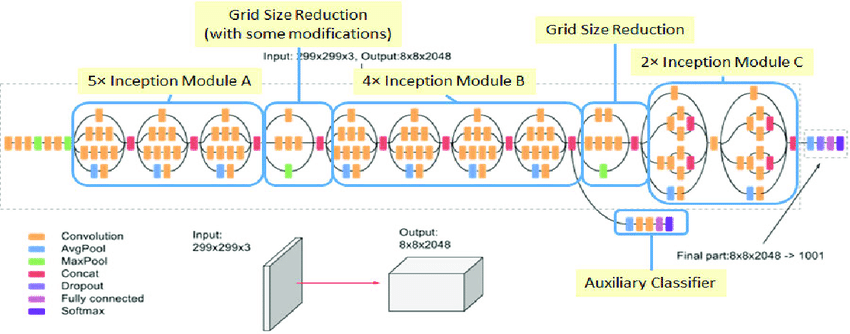 Grid Size Reduction
(with some modifications)
Grid Size Reduction
Input: 299x299x3, Output:8x8x2048
2× Inception Module C
5× Inception Module A
4× Inception Module B
Convolution
AvgPool
MaxPool
Concat
Dropout
Fully connected
Softmax
Input:
299x299x3
Output:
8x8x2048
Final part:8x8x2048 -> 1001
Auxiliary Classifier